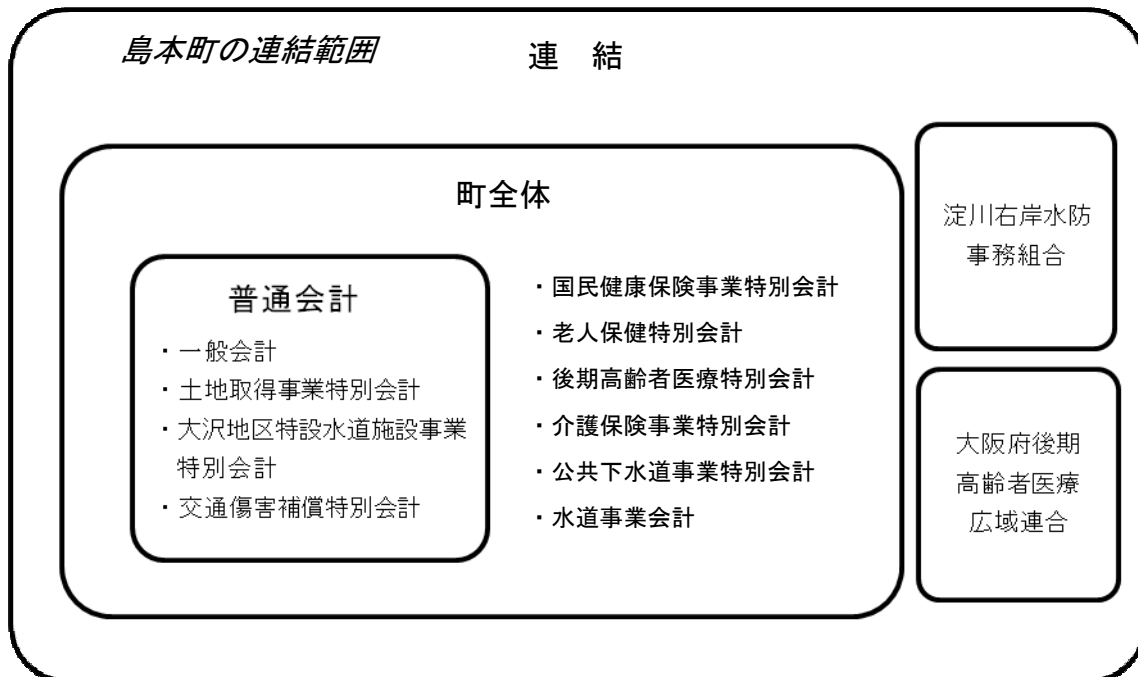 島本町の連結範囲
連 結
町全体
普通会計
・一般会計
・土地取得事業特別会計
・大沢地区特設水道施設事業
特別会計
・交通傷害補償特別会計
・国民健康保険事業特別会計
・老人保健特別会計
・後期高齢者医療特別会計
・介護保険事業特別会計
・公共下水道事業特別会計
・水道事業会計
淀川右岸水防
事務組合
大阪府後期
高齢者医療
広域連合